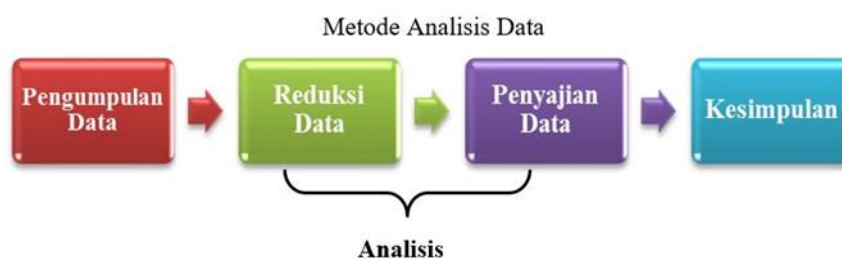 Metode Analisis Data
Pengumpulan
Data
Reduksi
Data
Penyajian
Data
Kesimpulan
Analisis